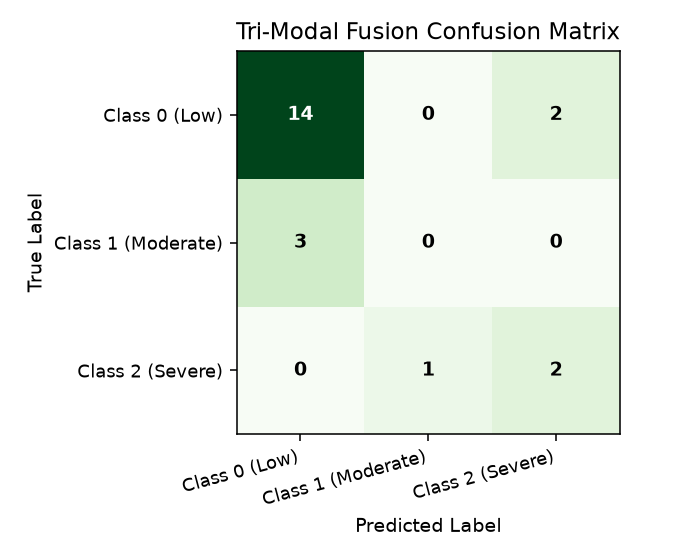 Tri-Modal Fusion Confusion Matrix
True Label
Class 0 (Low)
14 0 2
Class 1 (Moderate)
3 0 0
Class 2 (Severe)
0 1 2
Class 0 (Low)
Class 1 (Moderate)
Class 2 (Severe)
Predicted Label